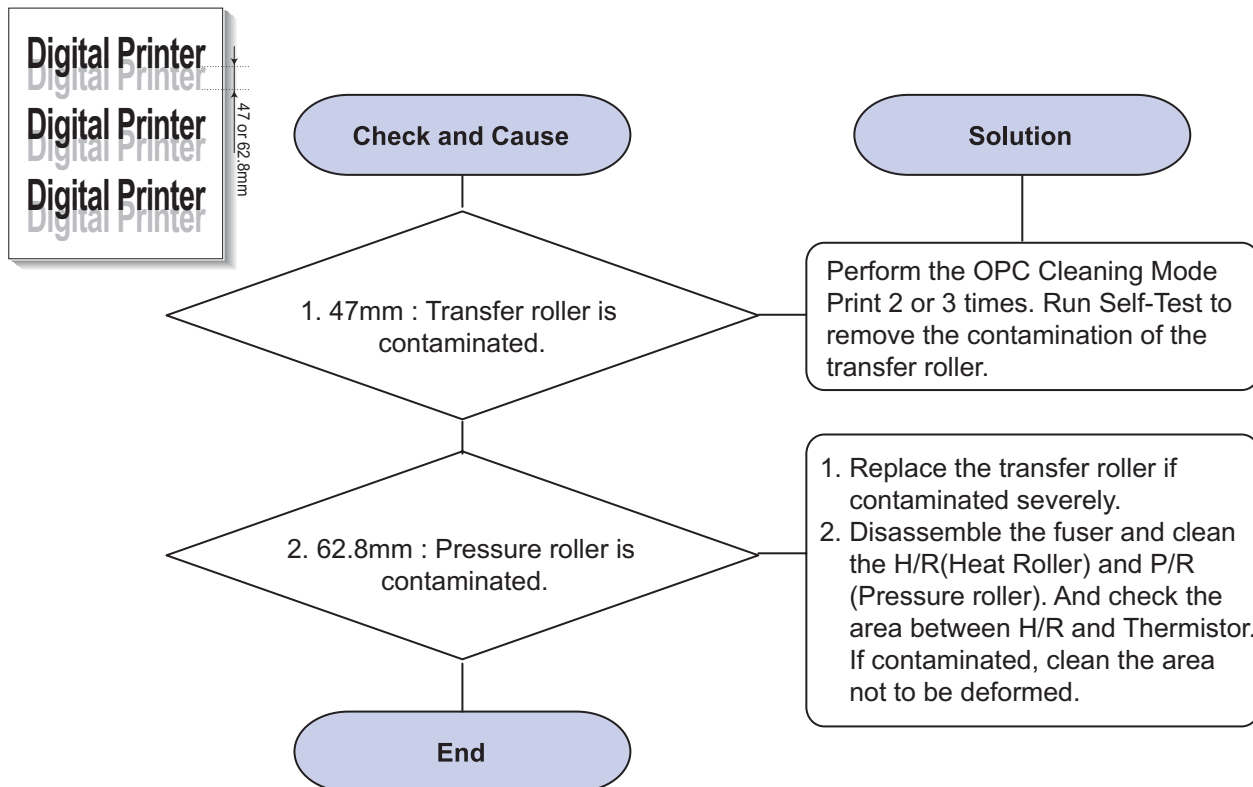 Digital Printer
Digital Printer
Digital Printer
Digital Printer
Digital Printer
Digital Printer
47 or 62.8mm
Check and Cause
Solution
1. 47mm : Transfer roller is
contaminated.
Perform the OPC Cleaning Mode
Print 2 or 3 times. Run Self-Test to
remove the contamination of the
transfer roller.
2. 62.8mm : Pressure roller is
contaminated.
1. Replace the transfer roller if
contaminated severely.
2. Disassemble the fuser and clean
the H/R(Heat Roller) and P/R
(Pressure roller). And check the
area between H/R and Thermistor.
If contaminated, clean the area
not to be deformed.
End